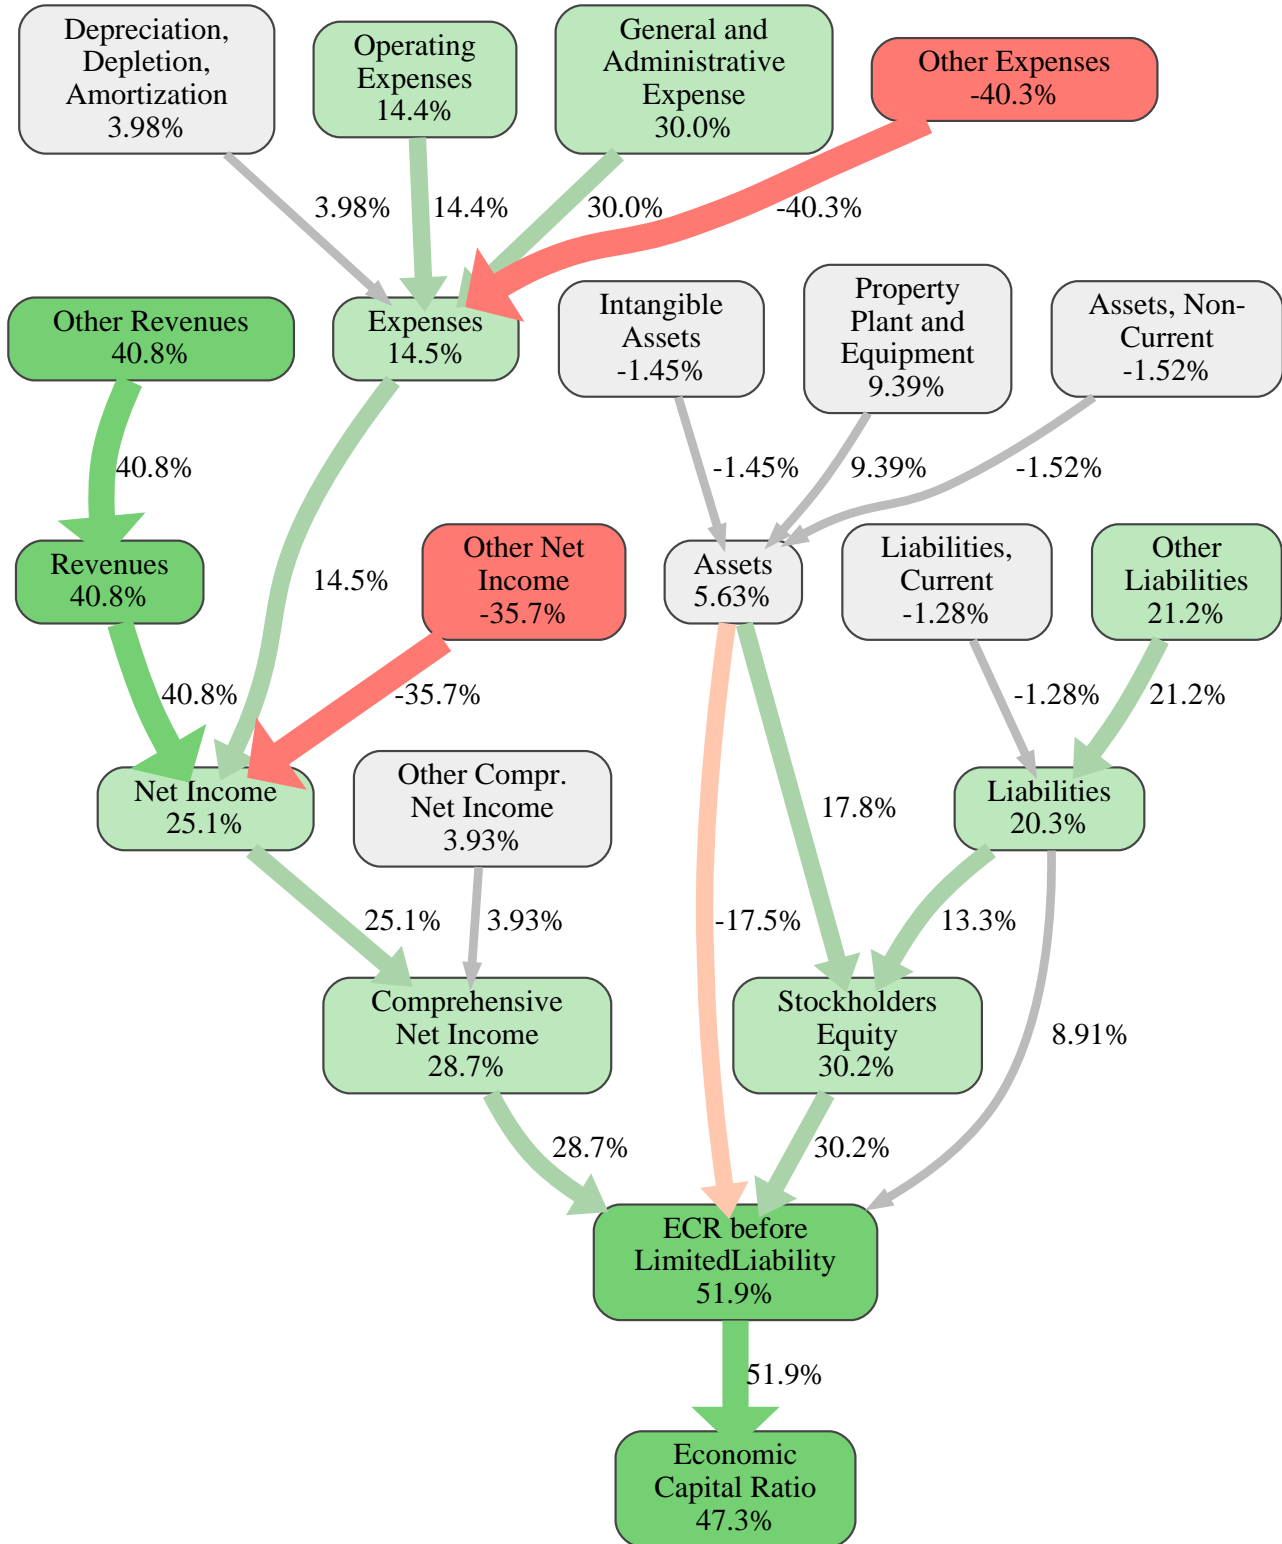 Depreciation,
Depletion,
Amortization
3.98%
Operating
Expenses
14.4%
General and
Administrative
Expense
30.0%
Other Expenses
-40.3%
3.98%
14.4%
30.0%
-40.3%
Other Revenues
40.8%
Expenses
14.5%
Intangible
Assets
-1.45%
Property
Plant and
Equipment
9.39%
Assets, Non-
Current
-1.52%
40.8%
14.5%
-1.45%
9.39%
-1.52%
Revenues
40.8%
Other Net
Income
-35.7%
Assets
5.63%
Liabilities,
Current
-1.28%
Other
Liabilities
21.2%
40.8%
-35.7%
-1.28%
21.2%
Net Income
25.1%
Other Compr.
Net Income
3.93%
17.8%
Liabilities
20.3%
25.1%
3.93%
-17.5%
13.3%
Comprehensive
Net Income
28.7%
Stockholders
Equity
30.2%
8.91%
28.7%
30.2%
ECR before
LimitedLiability
51.9%
51.9%
Economic
Capital Ratio
47.3%